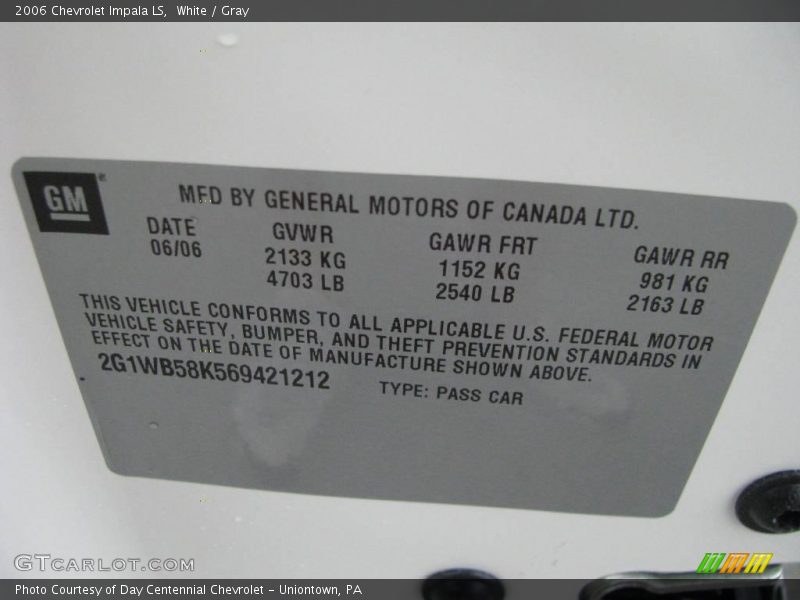 2006 Chevrolet Impala LS, White / Gray
GM
MFD BY GENERAL MOTORS OF CANADA LTD.
DATE GVWR GAWR FRT GAWR RR
06/06 2133 KG 1152 KG 981 KG
4703 LB 2540 LB 2163 LB
THIS VEHICLE CONFORMS TO ALL APPLICABLE U.S. FEDERAL MOTOR
VEHICLE SAFETY, BUMPER, AND THEFT PREVENTION STANDARDS IN
EFFECT ON THE DATE OF MANUFACTURE SHOWN ABOVE.
2G1WB58K569421212 TYPE: PASS CAR
GTCARLOT.COM
Photo Courtesy of Day Centennial Chevrolet - Uniontown, PA